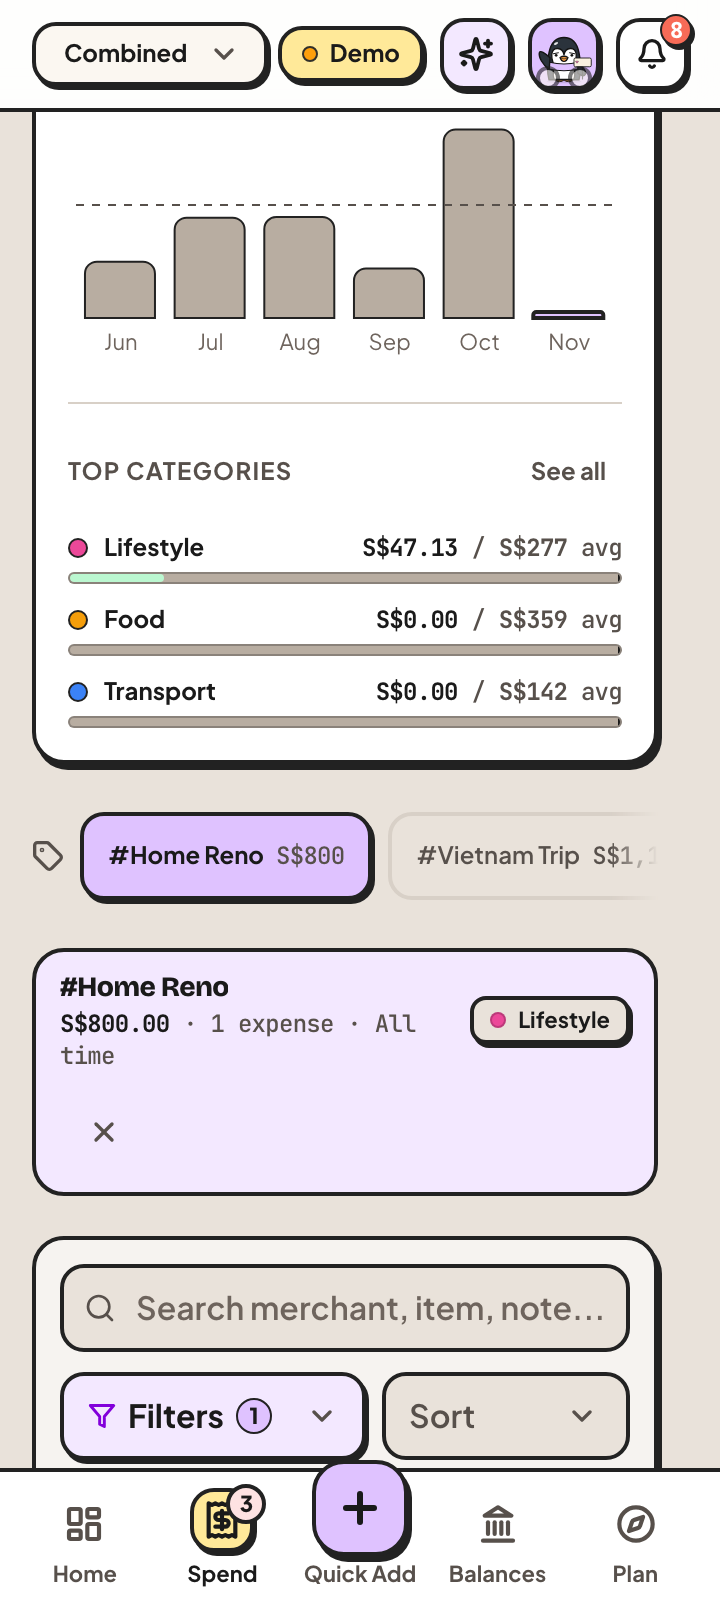 Combined
Demo
8
Jun Jul Aug Sep Oct Nov
TOP CATEGORIES See all
Lifestyle S$47.13 / S$277 avg
Food S$0.00 / S$359 avg
Transport S$0.00 / S$142 avg
#Home Reno S$800
#Vietnam Trip S$1,1
#Home Reno
S$800.00 · 1 expense · All
time
Lifestyle
Search merchant, item, note...
Filters 1
Sort
3
Home Spend Quick Add Balances Plan